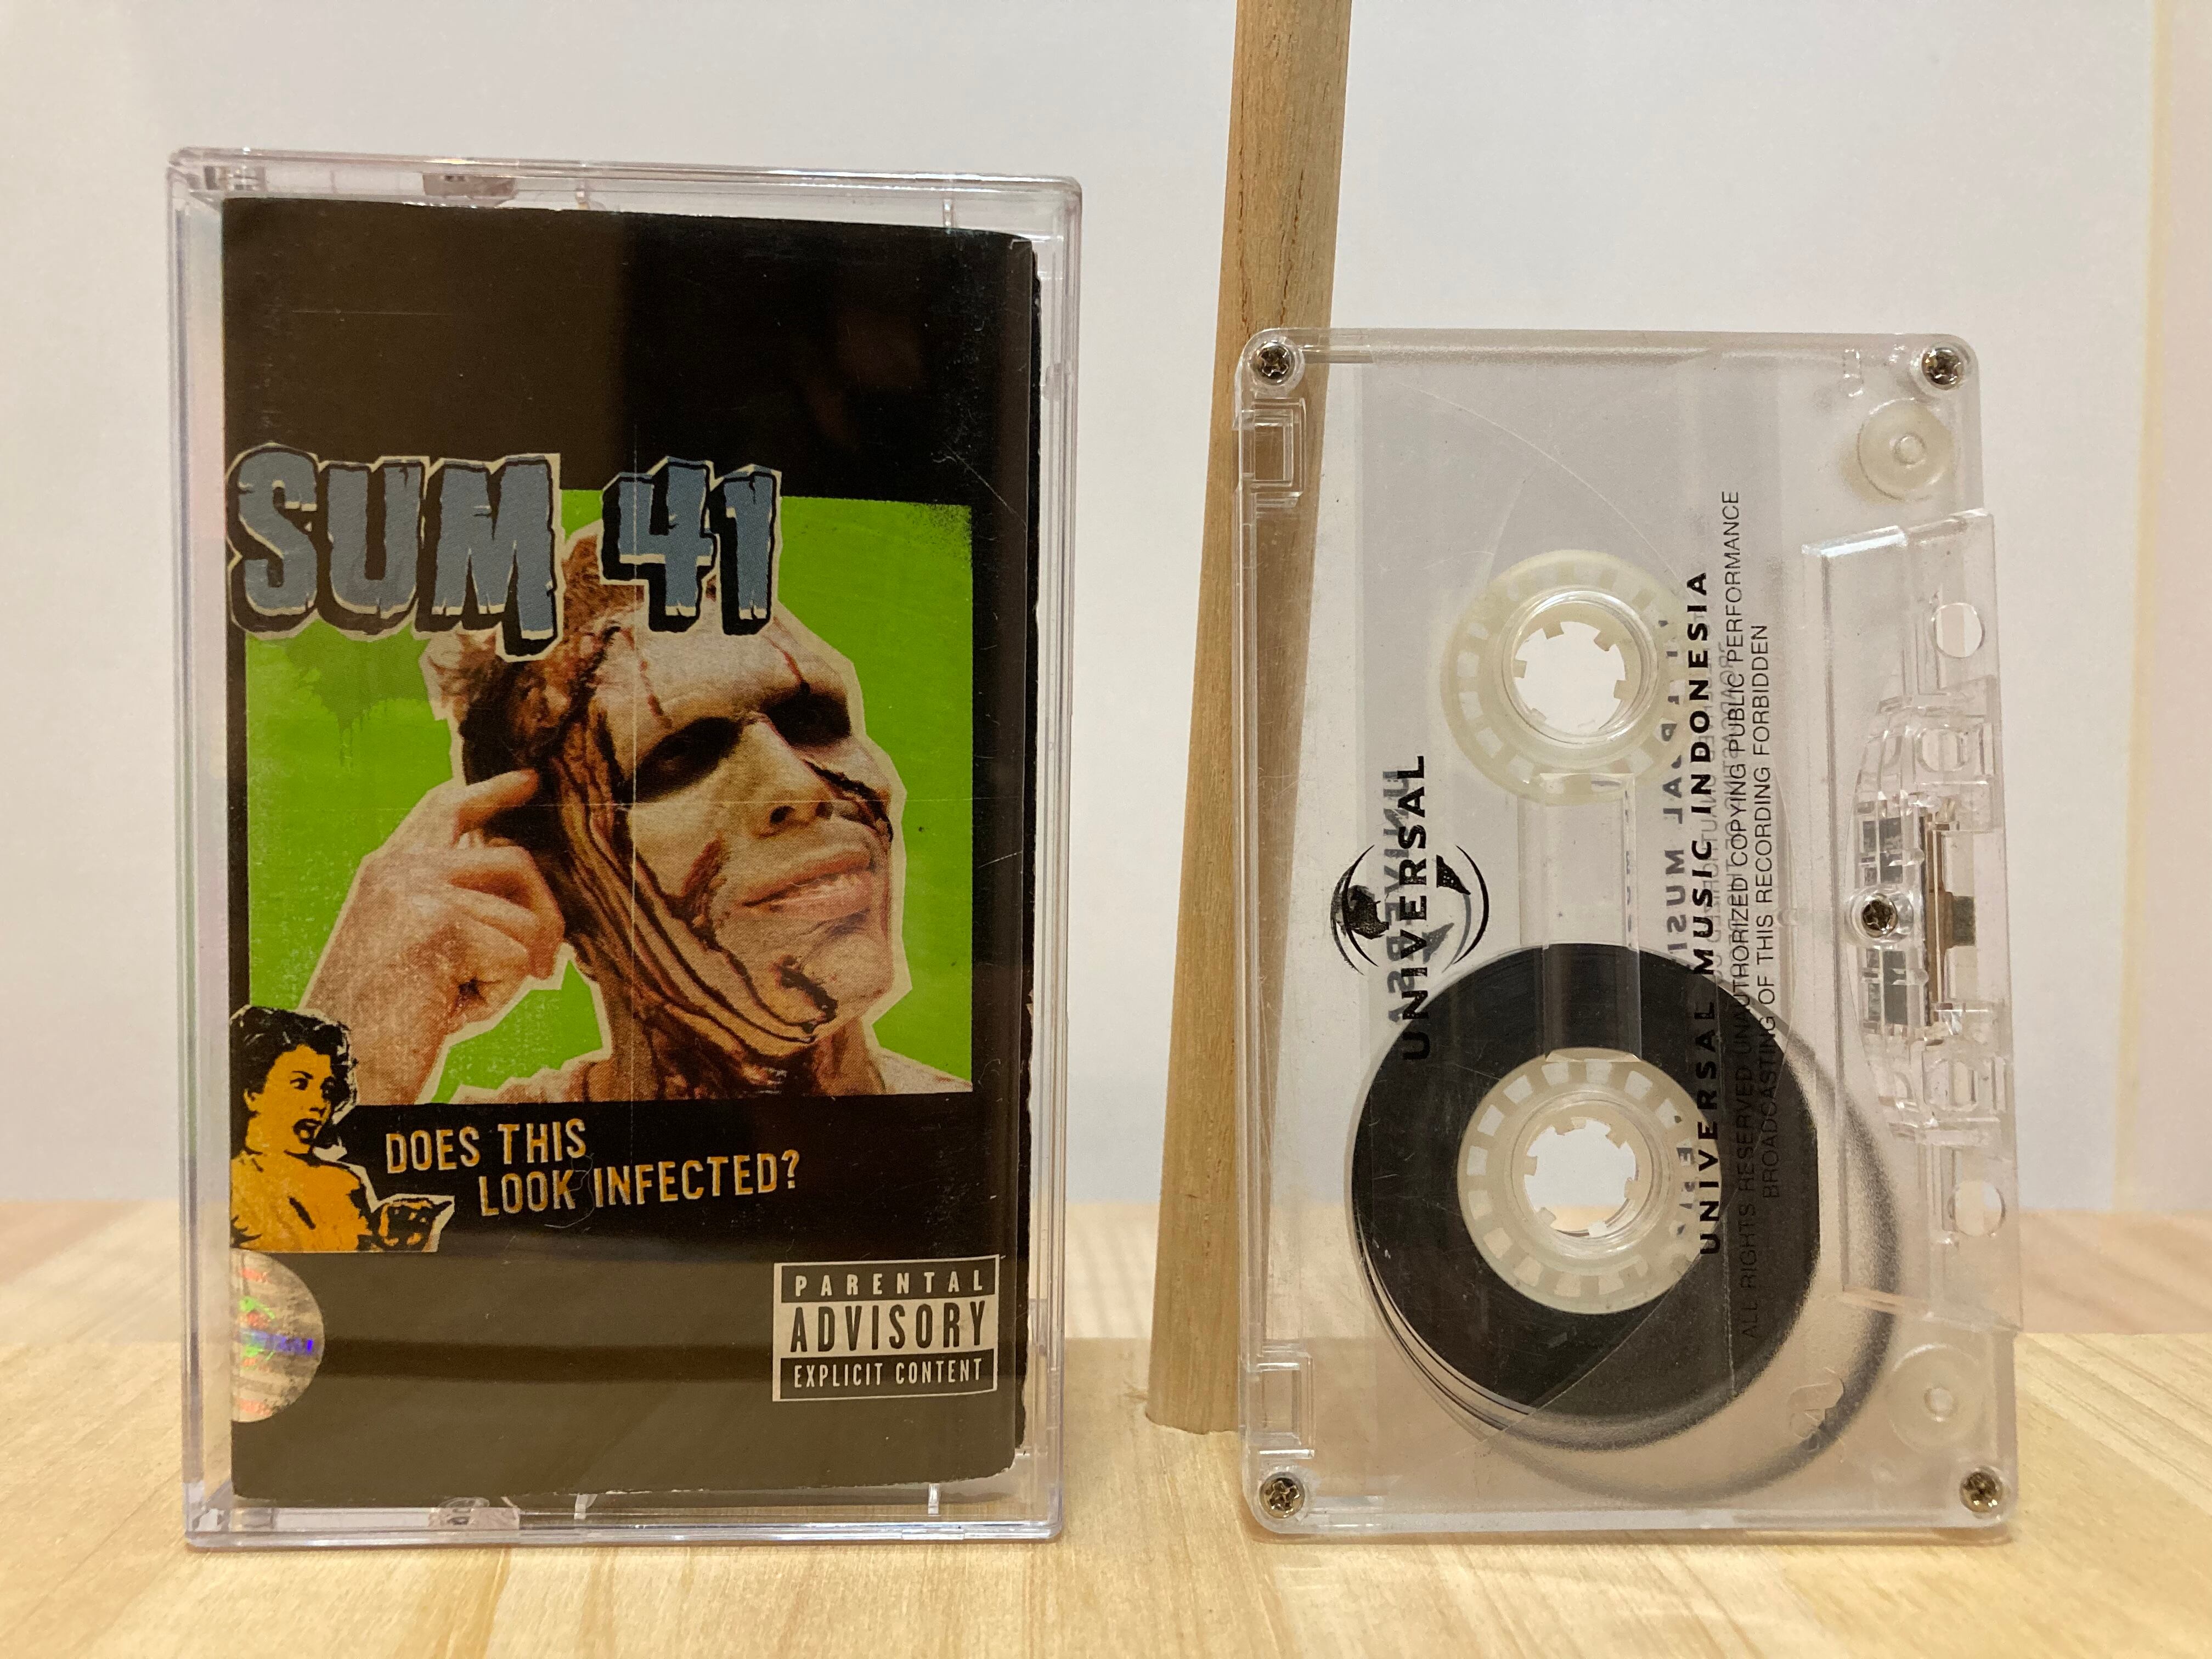 SUM 41
DOES THIS
LOOK INFECTED?
PARENTAL
ADVISORY
EXPLICIT CONTENT
UNIVERSAL
UNIVERSAL MUSIC INDONESIA
ALL RIGHTS RESERVED UNAUTHORIZED COPYING PUBLIC PERFORMANCE
BROADCASTING OF THIS RECORDING FORBIDDEN